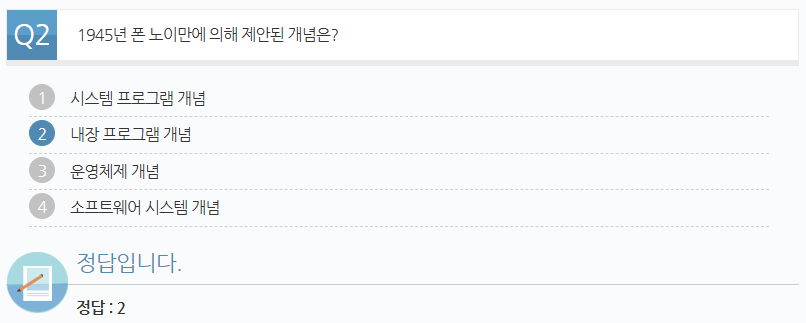 Q2 1945년 폰 노이만에 의해 제안된 개념은?
1 시스템 프로그램 개념
2 내장 프로그램 개념
3 운영체제 개념
4 소프트웨어 시스템 개념
정답입니다.
정답 : 2